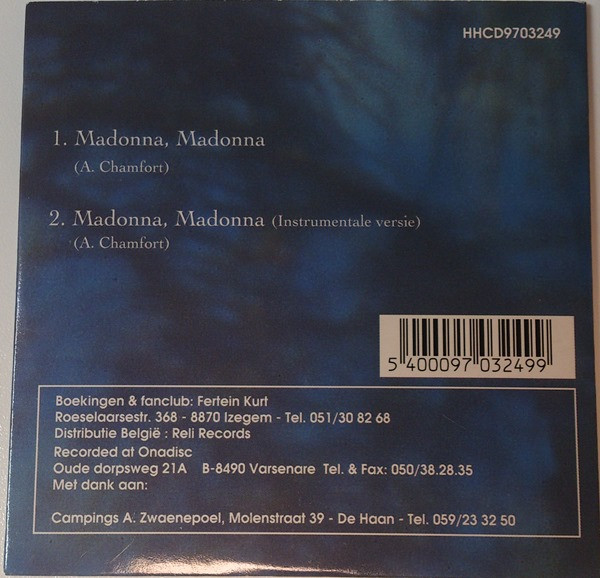 HHCD9703249
1. Madonna, Madonna
(A. Chamfort)
2. Madonna, Madonna (Instrumentale versie)
(A. Chamfort)
5 400097 032499
Boekingen & fanclub: Fertein Kurt
Roeselaarsestr. 368 - 8870 Izegem - Tel. 051/30 82 68
Distributie België : Reli Records
Recorded at Onadisc
Oude dorpsweg 21A B-8490 Varsenare Tel. & Fax: 050/38.28.35
Met dank aan:
Campings A. Zwaenepoel, Molenstraat 39 - De Haan - Tel. 059/23 32 50